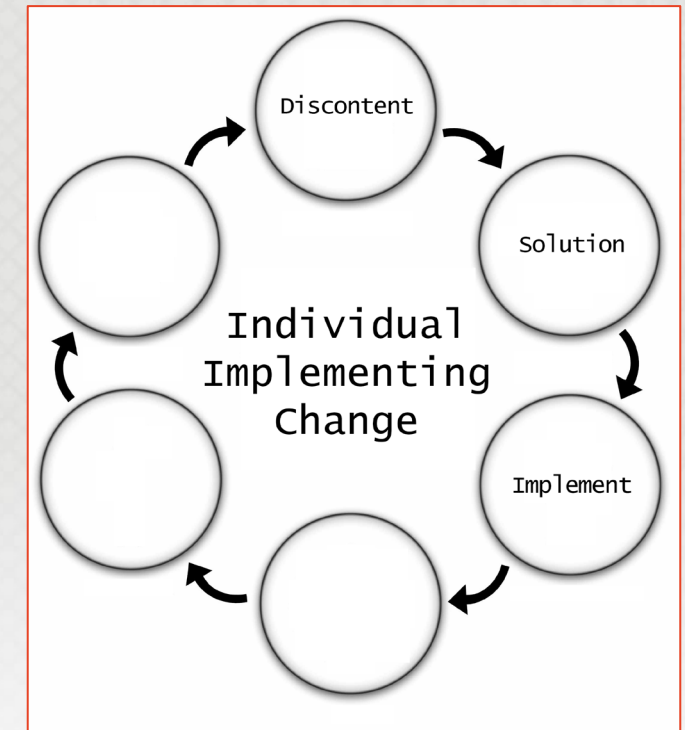 Discontent
Solution
Individual
Implementing
Change
Implement